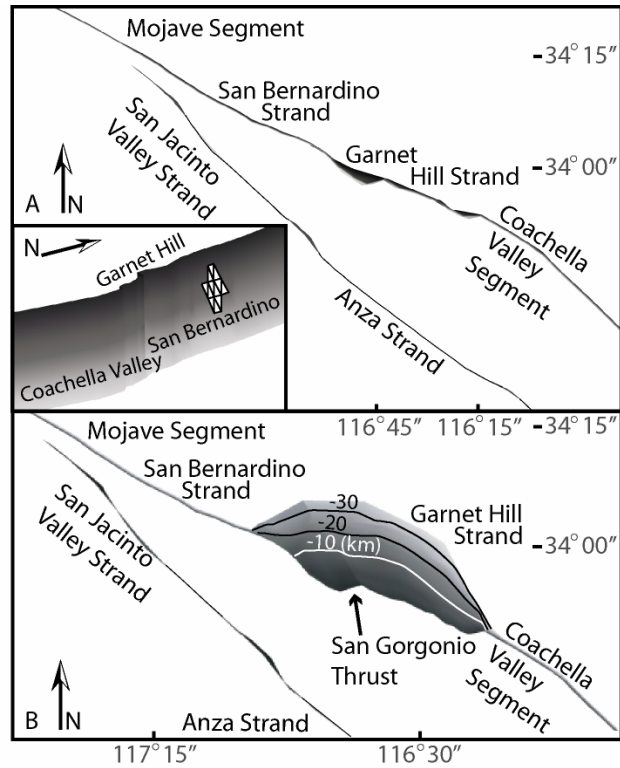 Mojave Segment
34° 15"
San Bernardino
Strand
San Jacinto
Valley Strand
Garnet
Hill Strand
34° 00"
A
N
Coachella
Valley
Segment
N
Garnet Hill
San Bernardino
Coachella Valley
Anza Strand
116°45"
116°15"
34° 15"
Mojave Segment
San Bernardino
Strand
San Jacinto
Valley Strand
-30
-20
-10 (km)
Garnet Hill
Strand
34° 00"
San Gorgonio
Thrust
Coachella
Valley
Segment
B
N
Anza Strand
117°15"
116°30"